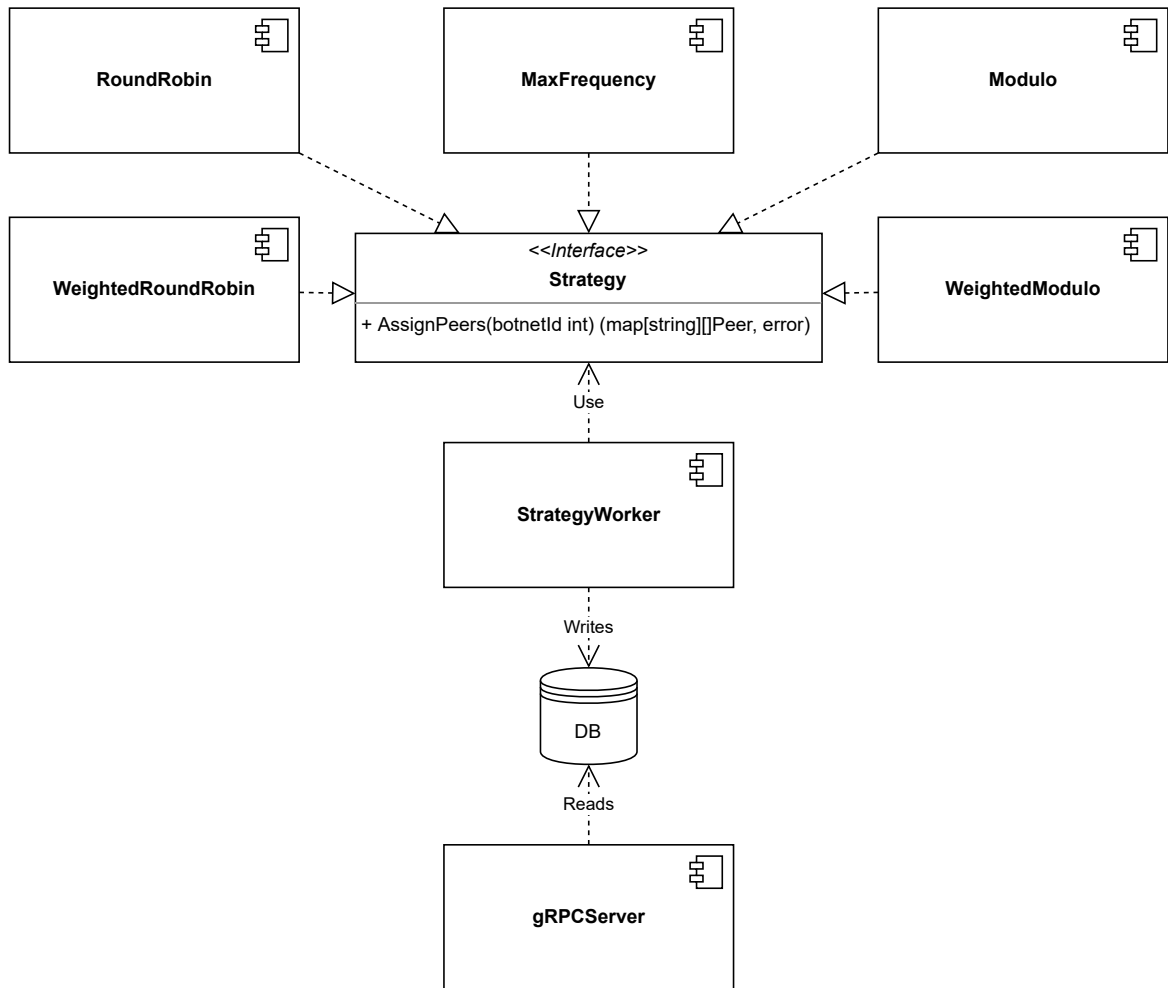 RoundRobin
MaxFrequency
Modulo
WeightedRoundRobin
<<Interface>>
Strategy
+ AssignPeers(botnetId int) (map[string][]Peer, error)
WeightedModulo
Use
StrategyWorker
Writes
DB
Reads
gRPCServer